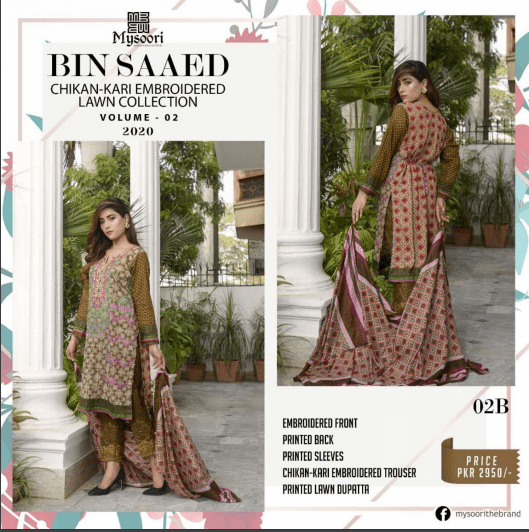 Mysoori
BIN SAAED
CHIKAN-KARI EMBROIDERED
LAWN COLLECTION
VOLUME - 02
2020
02B
EMBROIDERED FRONT
PRINTED BACK
PRINTED SLEEVES
CHIKAN-KARI EMBROIDERED TROUSER
PRINTED LAWN DUPATTA
PRICE
PKR 2950/-
mysoorithebrand